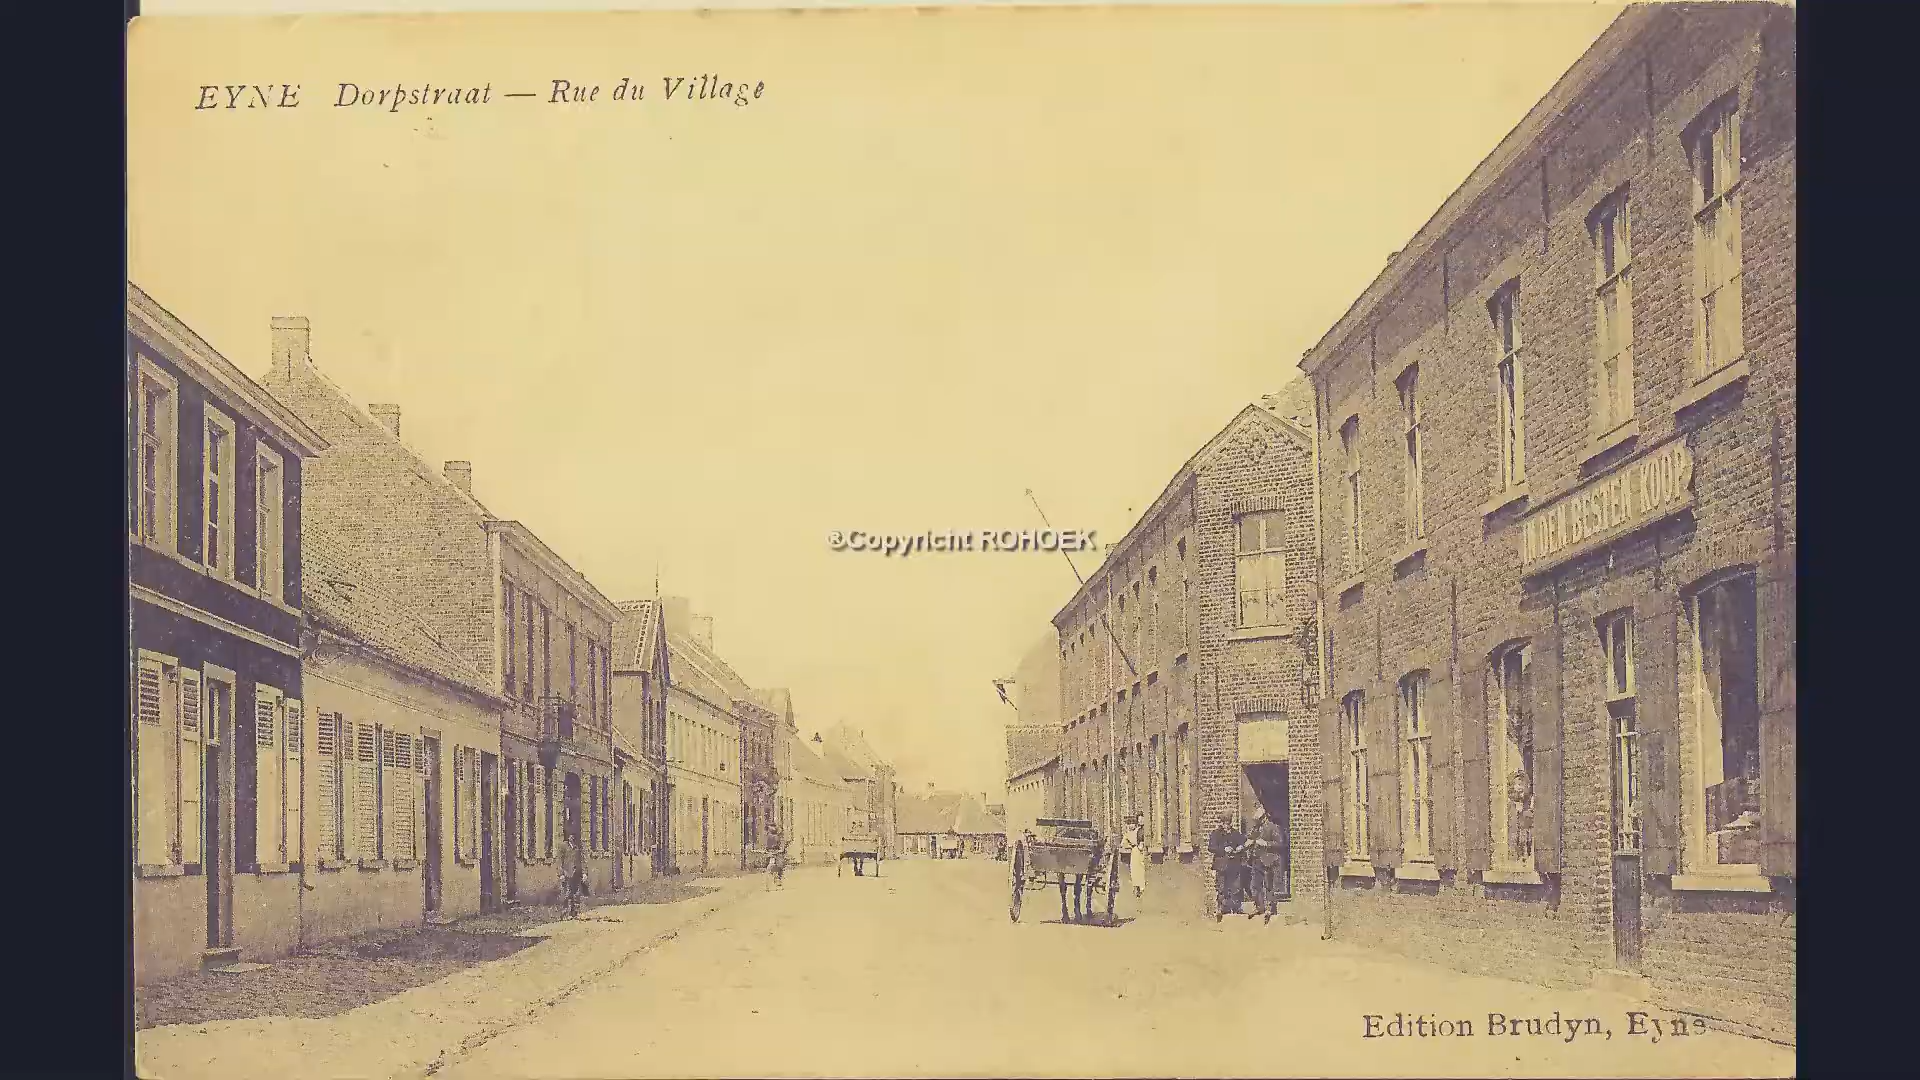 EYNE Dorpstraat — Rue du Village
®Copyricht ROHOEK
IN DEN BESTEN KOOP
Edition Brudyn, Eyne